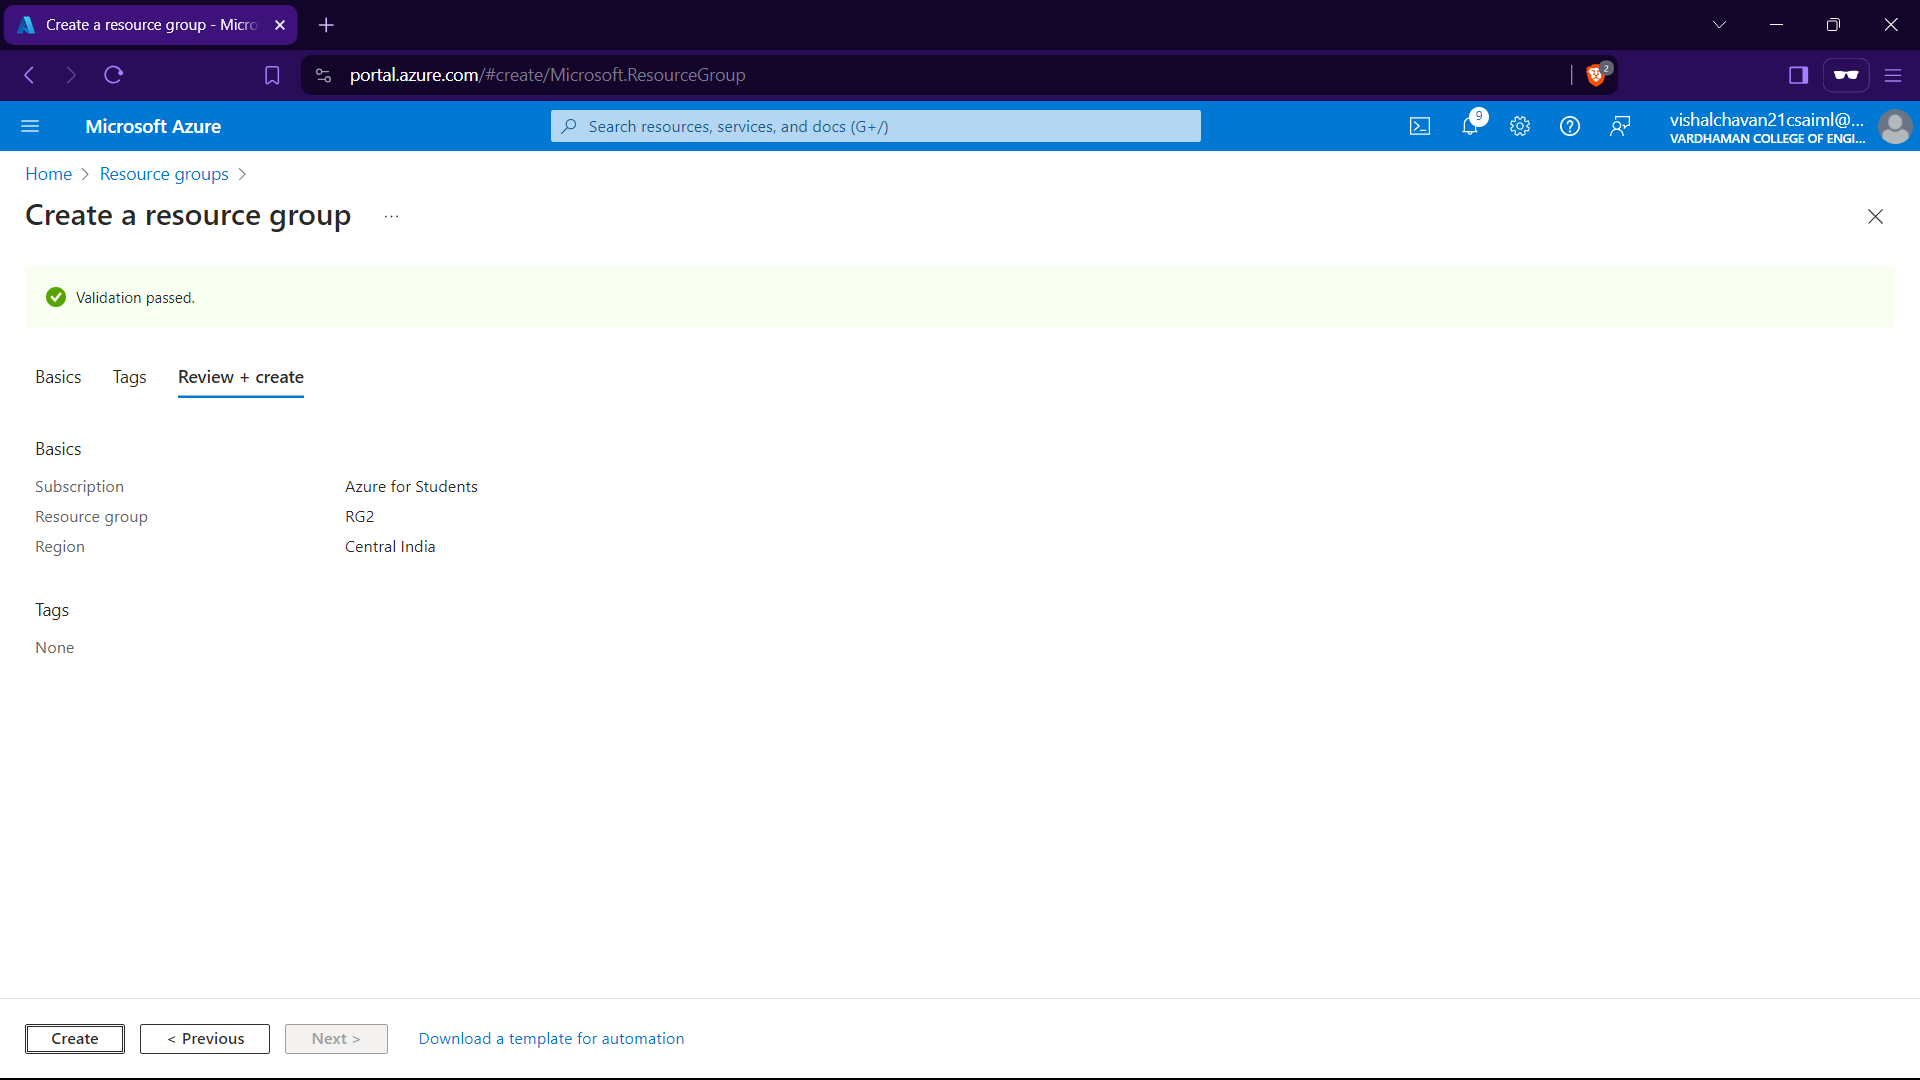 Create a resource group - Micro
portal.azure.com/#create/Microsoft.ResourceGroup
2
Microsoft Azure
Search resources, services, and docs (G+/)
9
vishalchavan21csaiml@...
VARDHAMAN COLLEGE OF ENGI...
Home > Resource groups >
Create a resource group ...
Validation passed.
Basics Tags Review + create
Basics
Subscription Azure for Students
Resource group RG2
Region Central India
Tags
None
Create < Previous Next > Download a template for automation